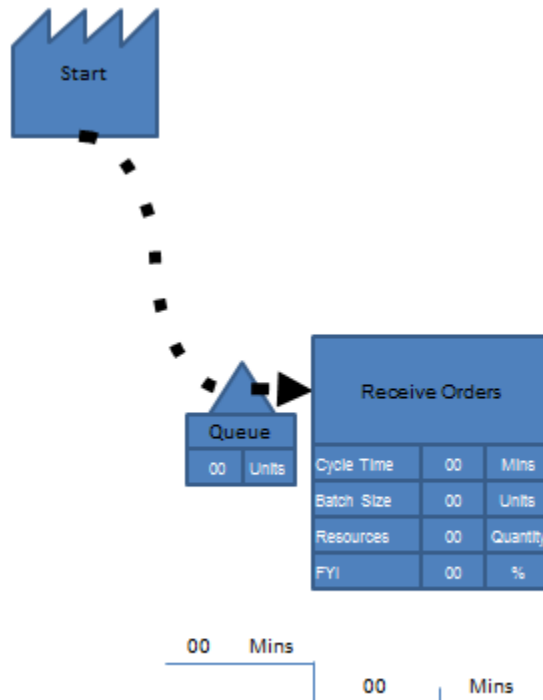 Start
Receive Orders
Queue
00 Units
Cycle Time 00 Mins
Batch Size 00 Units
Resources 00 Quantity
FYI 00 %
00 Mins
00 Mins